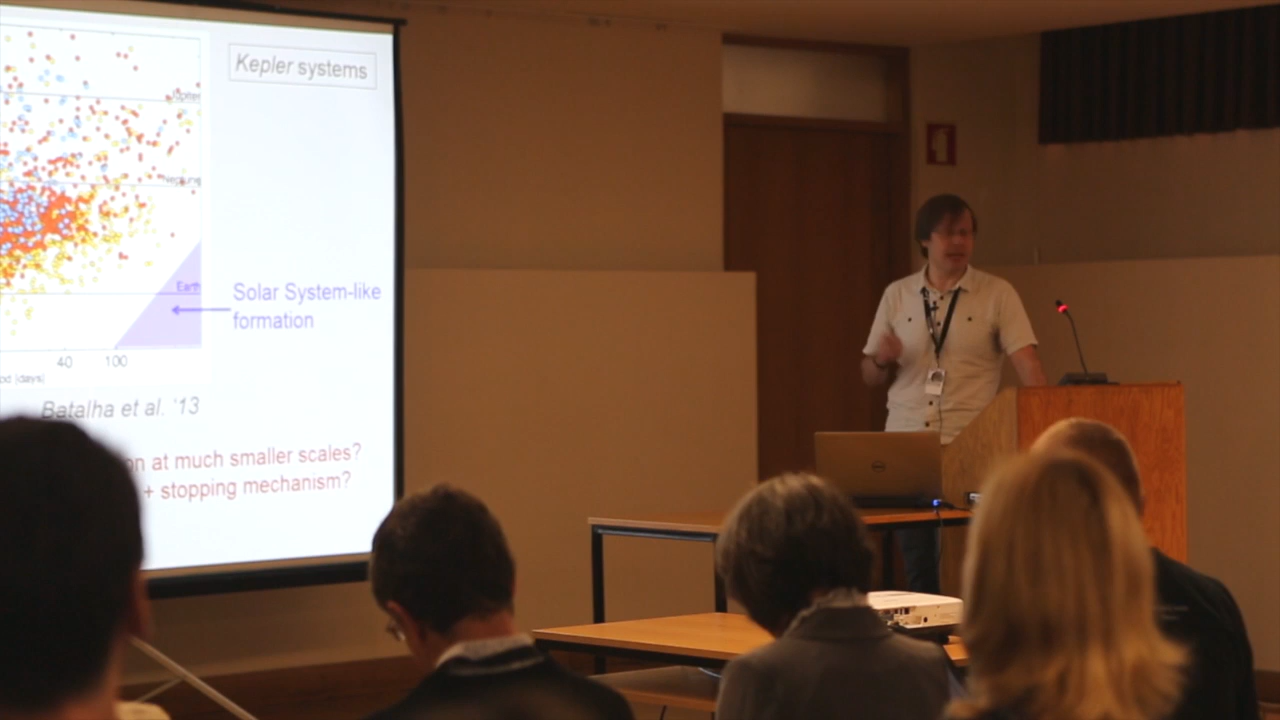 Kepler systems
Jupiter
Neptune
Earth
Solar System-like
formation
40 100
[days]
Batalha et al. '13
at much smaller scales?
+ stopping mechanism?
DELL